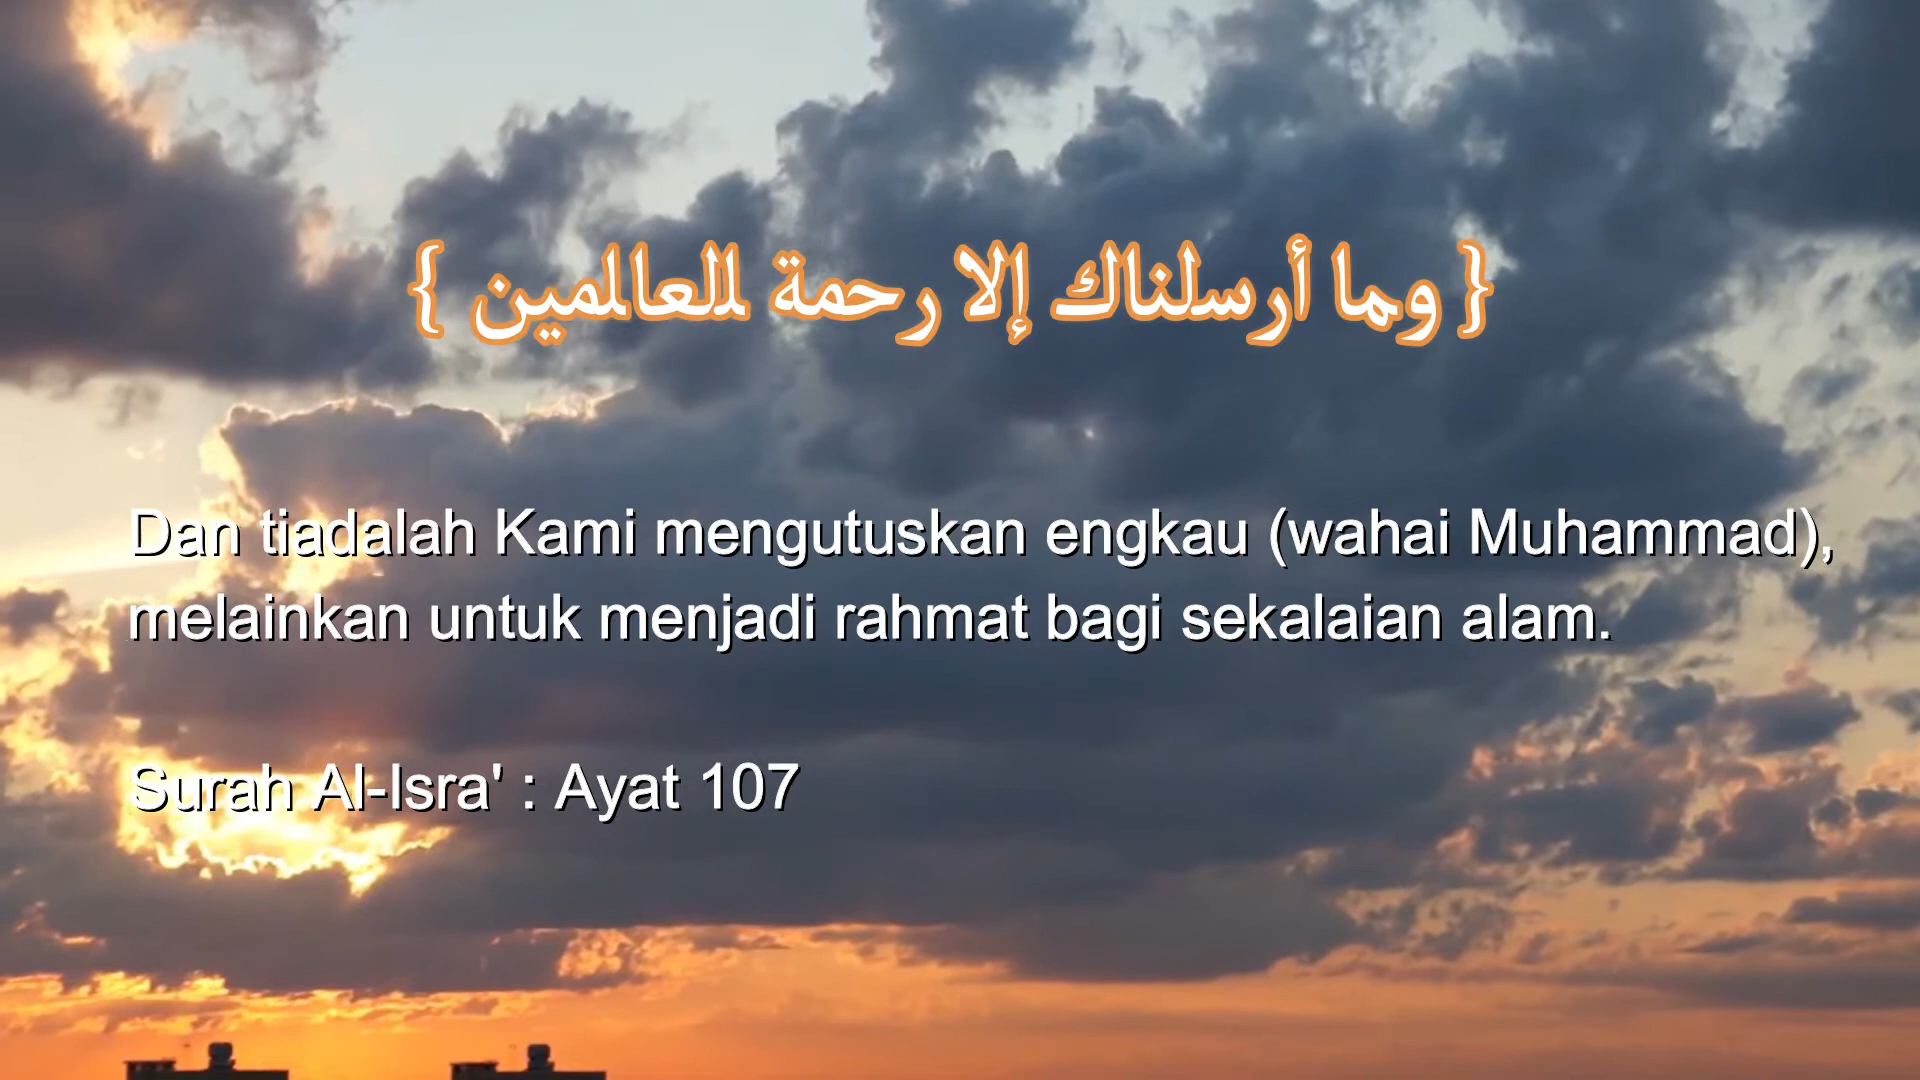 { وما أرسلناك إلا رحمة للعالمين }
Dan tiadalah Kami mengutuskan engkau (wahai Muhammad),
melainkan untuk menjadi rahmat bagi sekalaian alam.
Surah Al-Isra' : Ayat 107